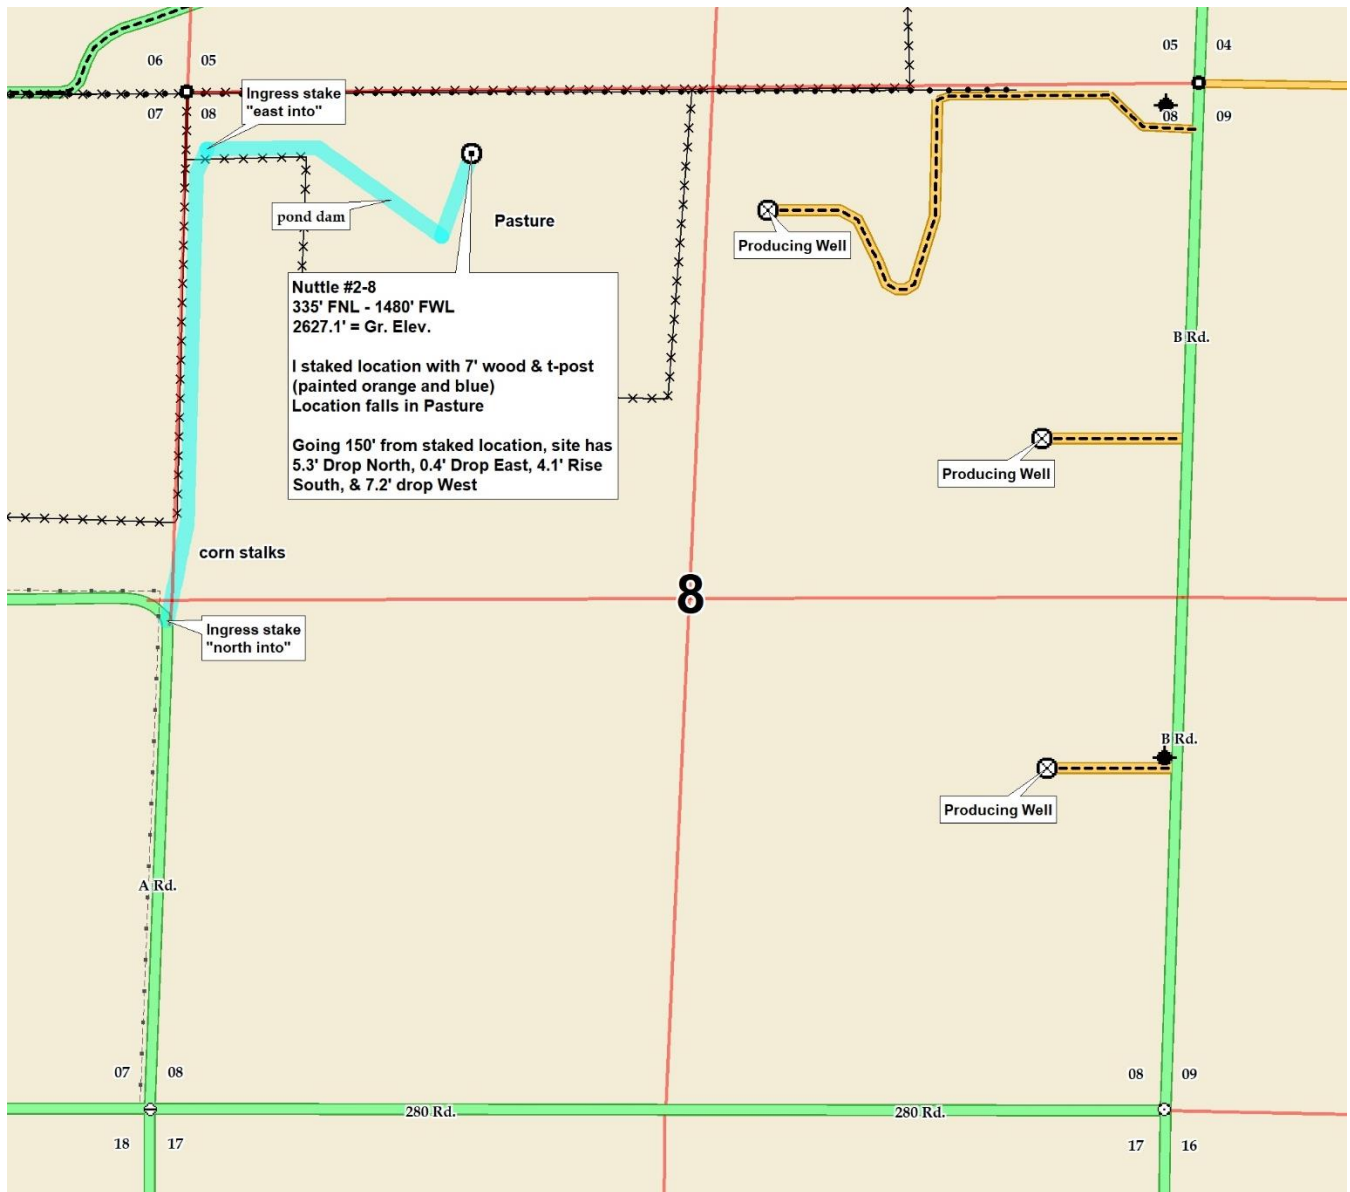 06 05
05 04
07 08
08 09
Ingress stake
"east into"
pond dam
Pasture
Producing Well
Nuttle #2-8
335' FNL - 1480' FWL
2627.1' = Gr. Elev.
I staked location with 7' wood & t-post
(painted orange and blue)
Location falls in Pasture
Going 150' from staked location, site has
5.3' Drop North, 0.4' Drop East, 4.1' Rise
South, & 7.2' drop West
B Rd.
Producing Well
corn stalks
8
Ingress stake
"north into"
B Rd.
Producing Well
A Rd.
07 08
08 09
280 Rd.
280 Rd.
18 17
17 16